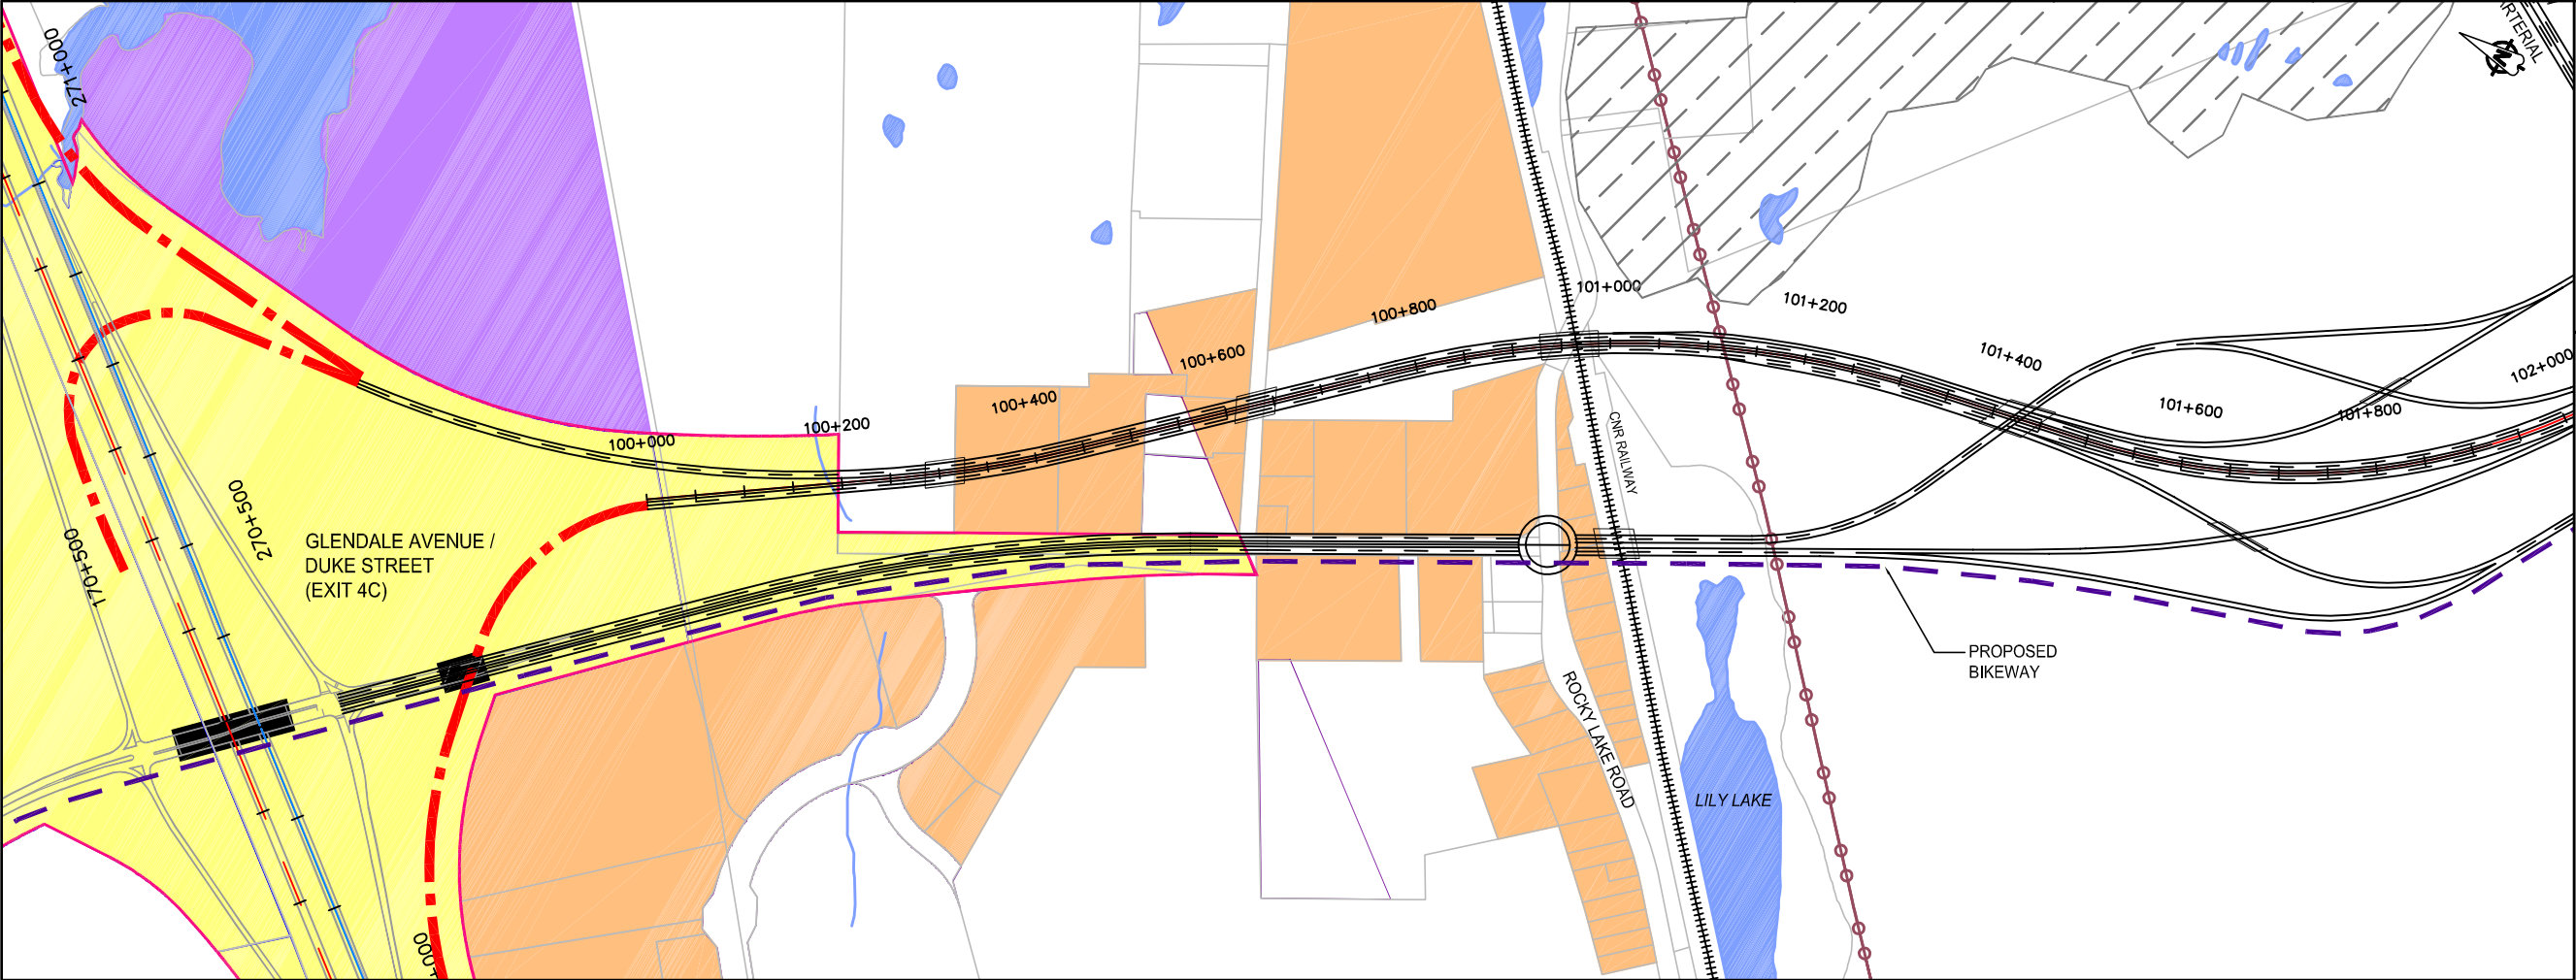 271+000
ARTERIAL
N
101+000
101+200
100+800
100+600
101+400
102+000
100+400
101+600
101+800
100+200
100+000
CNR RAILWAY
270+500
170+500
GLENDALE AVENUE /
DUKE STREET
(EXIT 4C)
PROPOSED
BIKEWAY
ROCKY LAKE ROAD
LILY LAKE